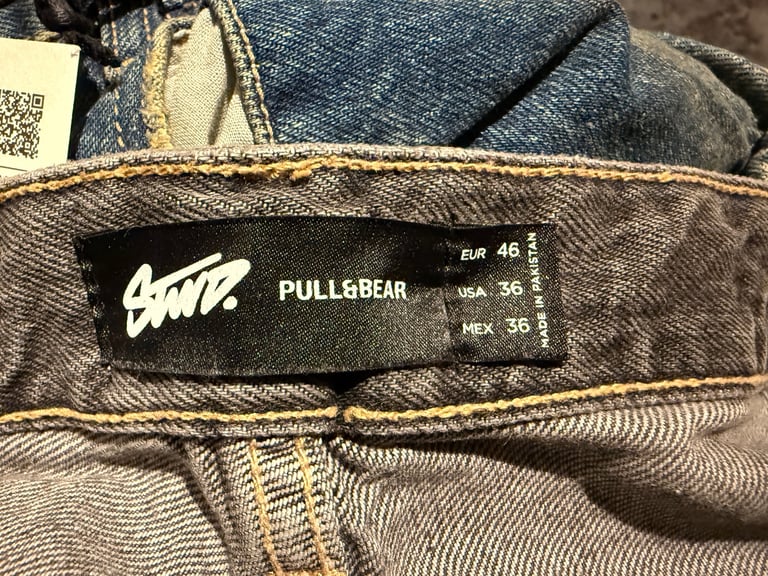 STWD.
PULL&BEAR
EUR 46
USA 36
MEX 36
MADE IN PAKISTAN